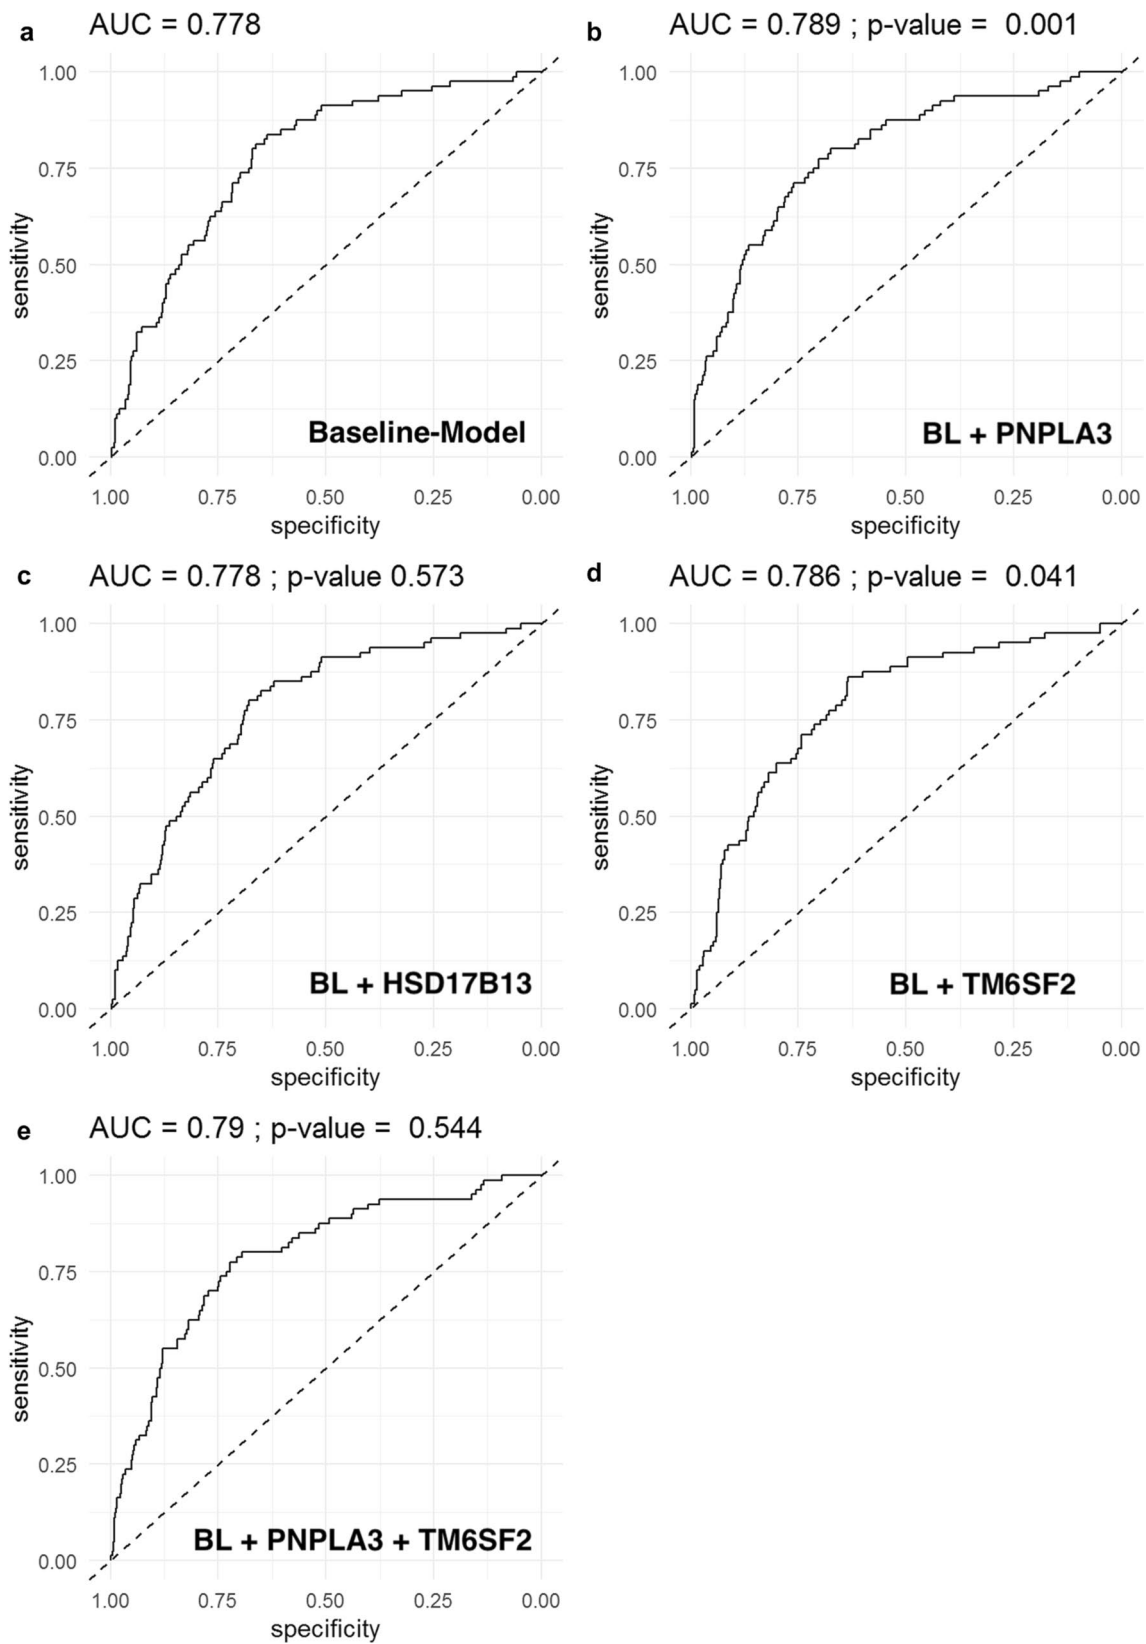 a
AUC = 0.778
1.00
0.75
0.50
0.25
0.00
sensitivity
Baseline-Model
1.00 0.75 0.50 0.25 0.00
specificity
b
AUC = 0.789 ; p-value = 0.001
1.00
0.75
0.50
0.25
0.00
sensitivity
BL + PNPLA3
1.00 0.75 0.50 0.25 0.00
specificity
c
AUC = 0.778 ; p-value 0.573
1.00
0.75
0.50
0.25
0.00
sensitivity
BL + HSD17B13
1.00 0.75 0.50 0.25 0.00
specificity
d
AUC = 0.786 ; p-value = 0.041
1.00
0.75
0.50
0.25
0.00
sensitivity
BL + TM6SF2
1.00 0.75 0.50 0.25 0.00
specificity
e
AUC = 0.79 ; p-value = 0.544
1.00
0.75
0.50
0.25
0.00
sensitivity
BL + PNPLA3 + TM6SF2
1.00 0.75 0.50 0.25 0.00
specificity